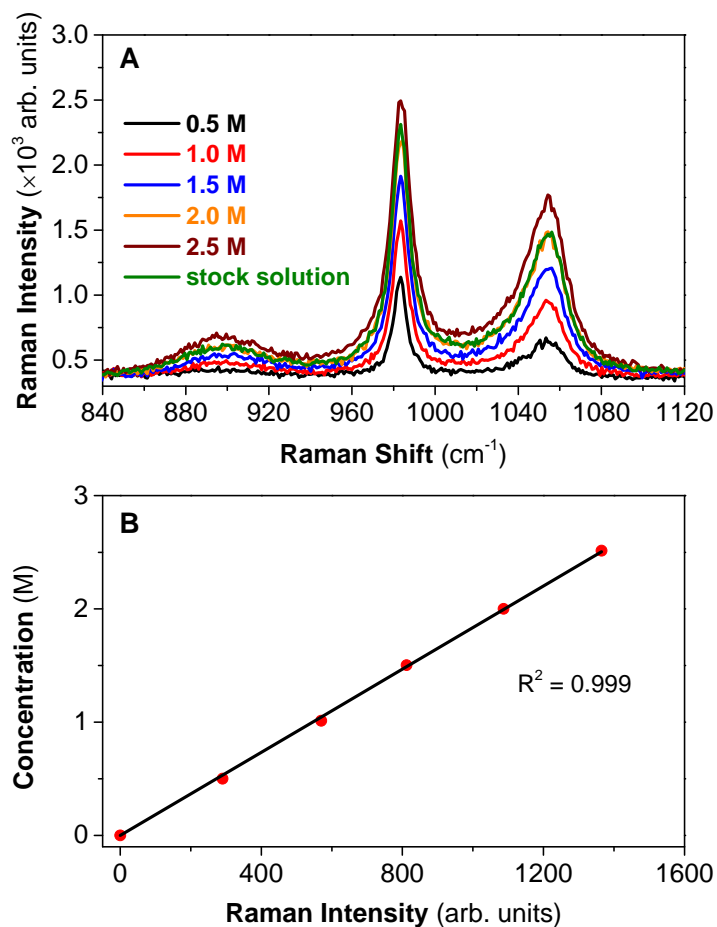 A
3.0
2.5
2.0
1.5
1.0
0.5
Raman Intensity (×10³ arb. units)
0.5 M
1.0 M
1.5 M
2.0 M
2.5 M
stock solution
840 880 920 960 1000 1040 1080 1120
Raman Shift (cm⁻¹)
B
3
2
1
0
Concentration (M)
R² = 0.999
0 400 800 1200 1600
Raman Intensity (arb. units)